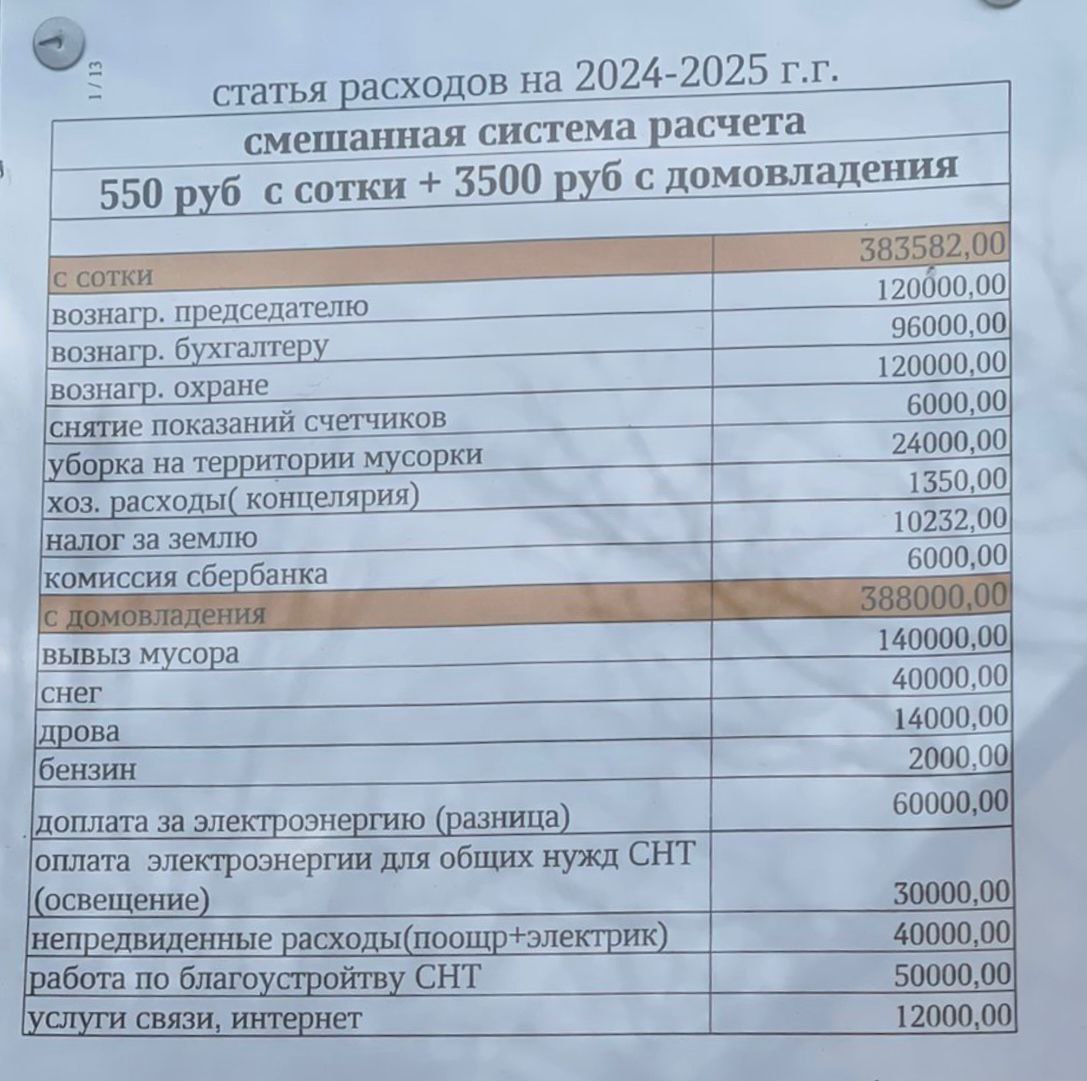 1 / 13
статья расходов на 2024-2025 г.г.
смешанная система расчета
550 руб с сотки + 3500 руб с домовладения
с сотки 383582,00
вознагр. председателю 120000,00
вознагр. бухгалтеру 96000,00
вознагр. охране 120000,00
снятие показаний счетчиков 6000,00
уборка на территории мусорки 24000,00
хоз. расходы( концелярия) 1350,00
налог за землю 10232,00
комиссия сбербанка 6000,00
с домовладения 388000,00
вывыз мусора 140000,00
снег 40000,00
дрова 14000,00
бензин 2000,00
доплата за электроэнергию (разница) 60000,00
оплата электроэнергии для общих нужд СНТ
(освещение) 30000,00
непредвиденные расходы(поощр+электрик) 40000,00
работа по благоустройтву СНТ 50000,00
услуги связи, интернет 12000,00